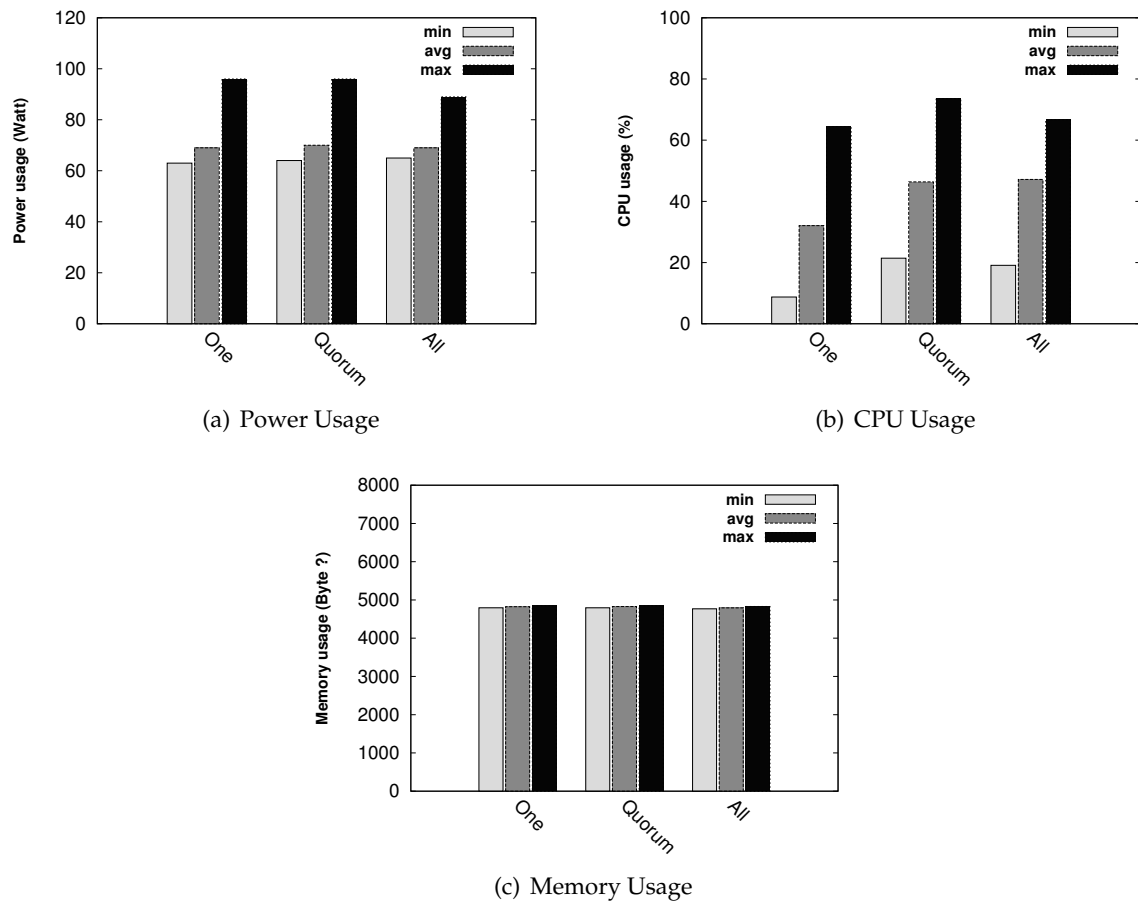 120
100
80
60
40
20
0
Power usage (Watt)
min
avg
max
One
Quorum
All
(a) Power Usage
100
80
60
40
20
0
CPU usage (%)
min
avg
max
One
Quorum
All
(b) CPU Usage
8000
7000
6000
5000
4000
3000
2000
1000
0
Memory usage (Byte ?)
min
avg
max
One
Quorum
All
(c) Memory Usage